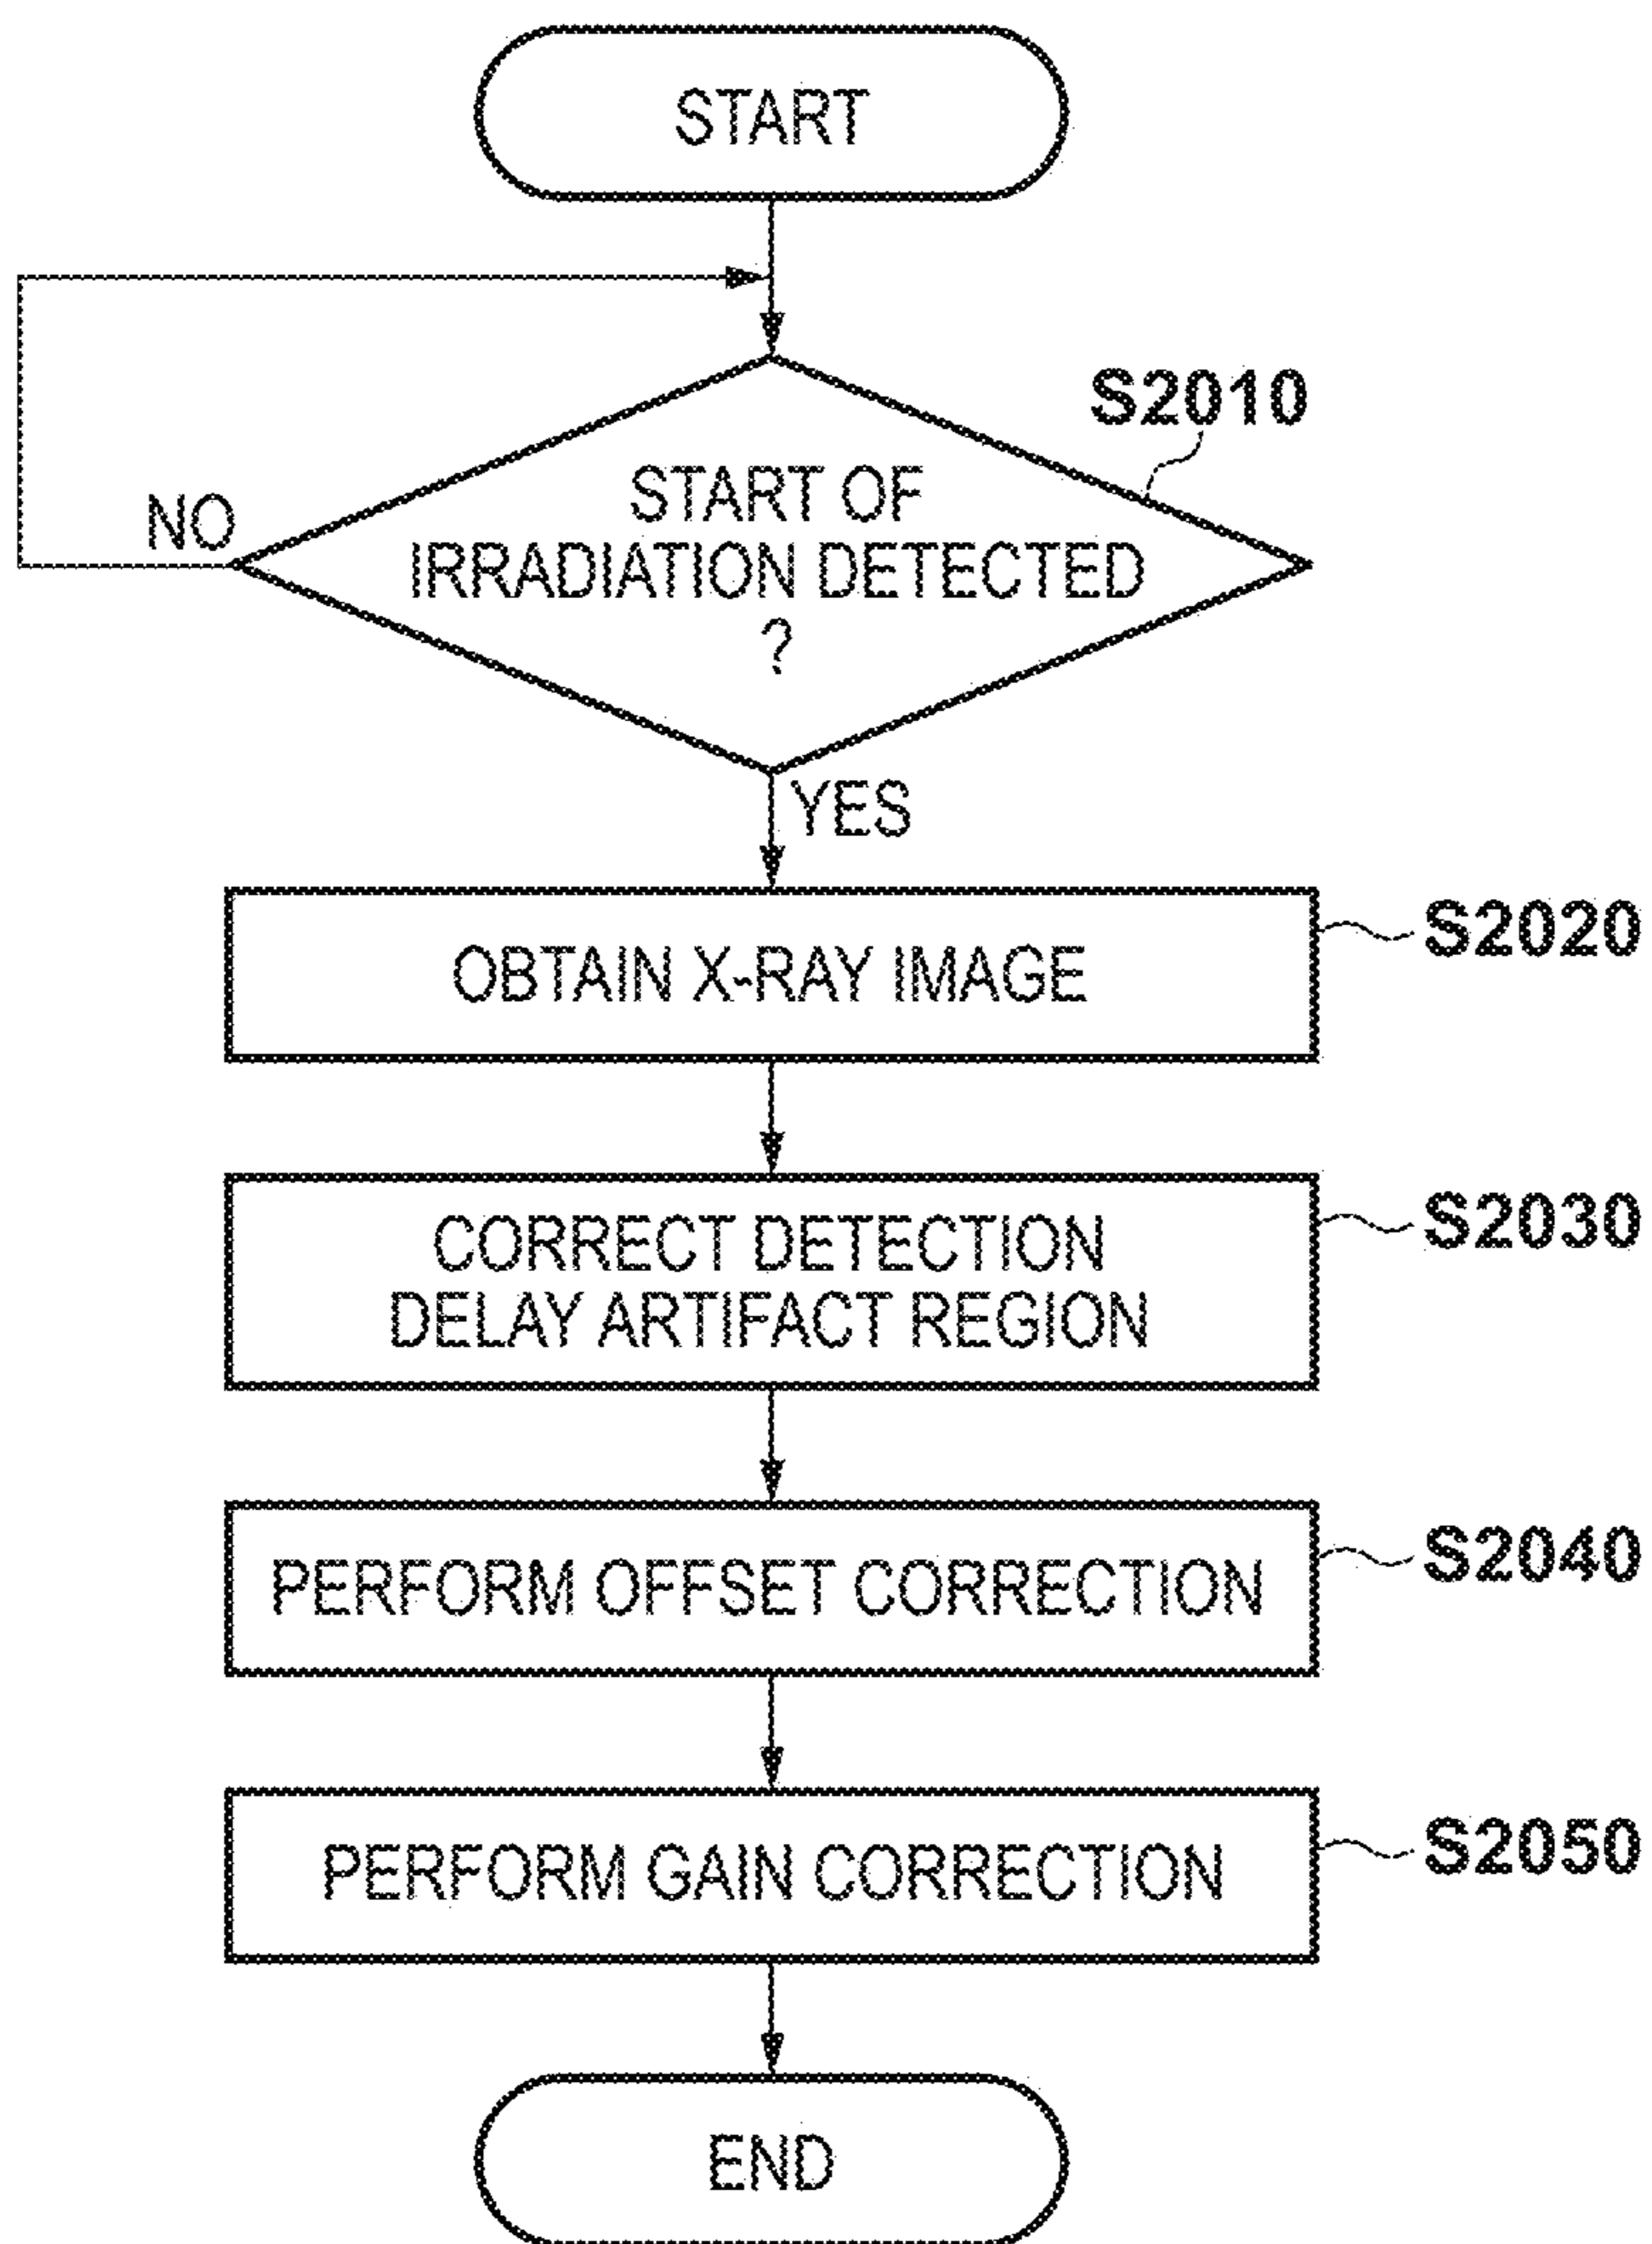 START
S2010
START OF
IRRADIATION DETECTED
?
NO
YES
OBTAIN X-RAY IMAGE
S2020
CORRECT DETECTION
DELAY ARTIFACT REGION
S2030
PERFORM OFFSET CORRECTION
S2040
PERFORM GAIN CORRECTION
S2050
END